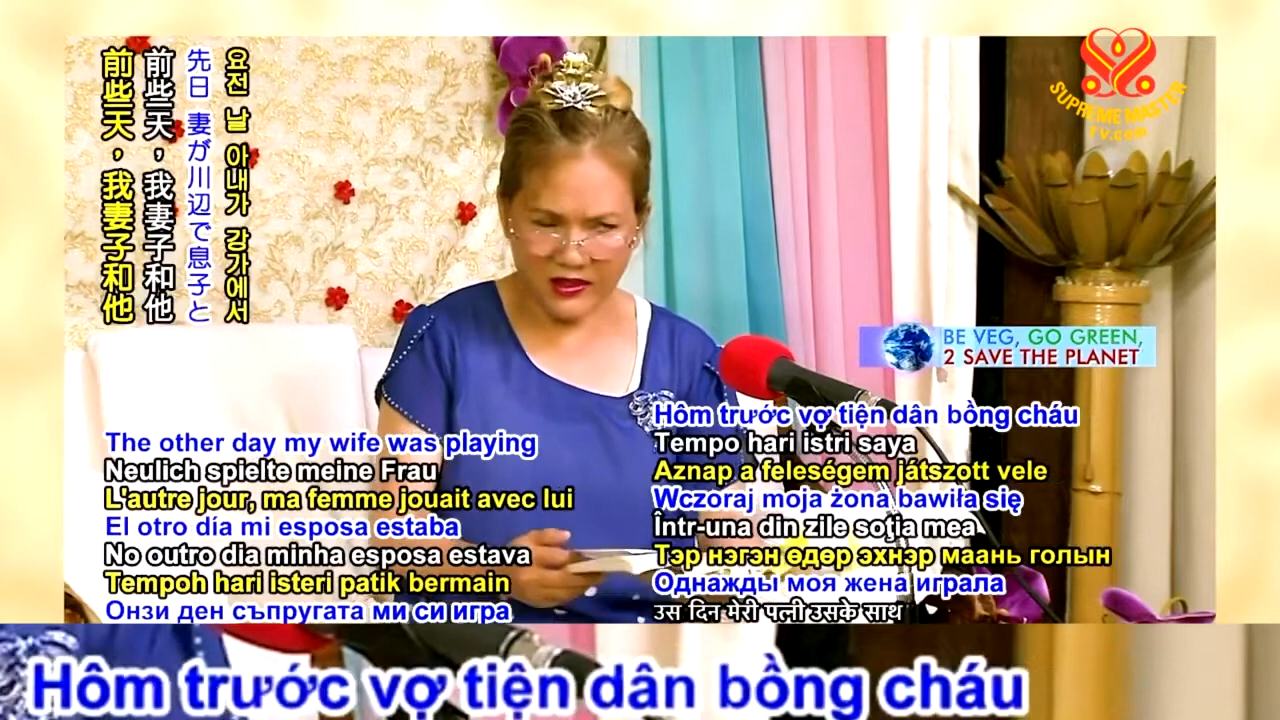 前些天，我妻子和他
前些天，我妻子和他
先日 妻が川辺で息子と
요전 날 아내가 강가에서
SUPREME MASTER
TV.com
BE VEG, GO GREEN,
2 SAVE THE PLANET
The other day my wife was playing
Neulich spielte meine Frau
L'autre jour, ma femme jouait avec lui
El otro día mi esposa estaba
No outro dia minha esposa estava
Tempoh hari isteri patik bermain
Онзи ден съпругата ми си игра
Hôm trước vợ tiện dân bồng cháu
Tempo hari istri saya
Aznap a feleségem játszott vele
Wczoraj moja żona bawiła się
Într-una din zile soţia mea
Тэр нэгэн өдөр эхнэр маань голын
Однажды моя жена играла
उस दिन मेरी पत्नी उसके साथ
Hôm trước vợ tiện dân bồng cháu